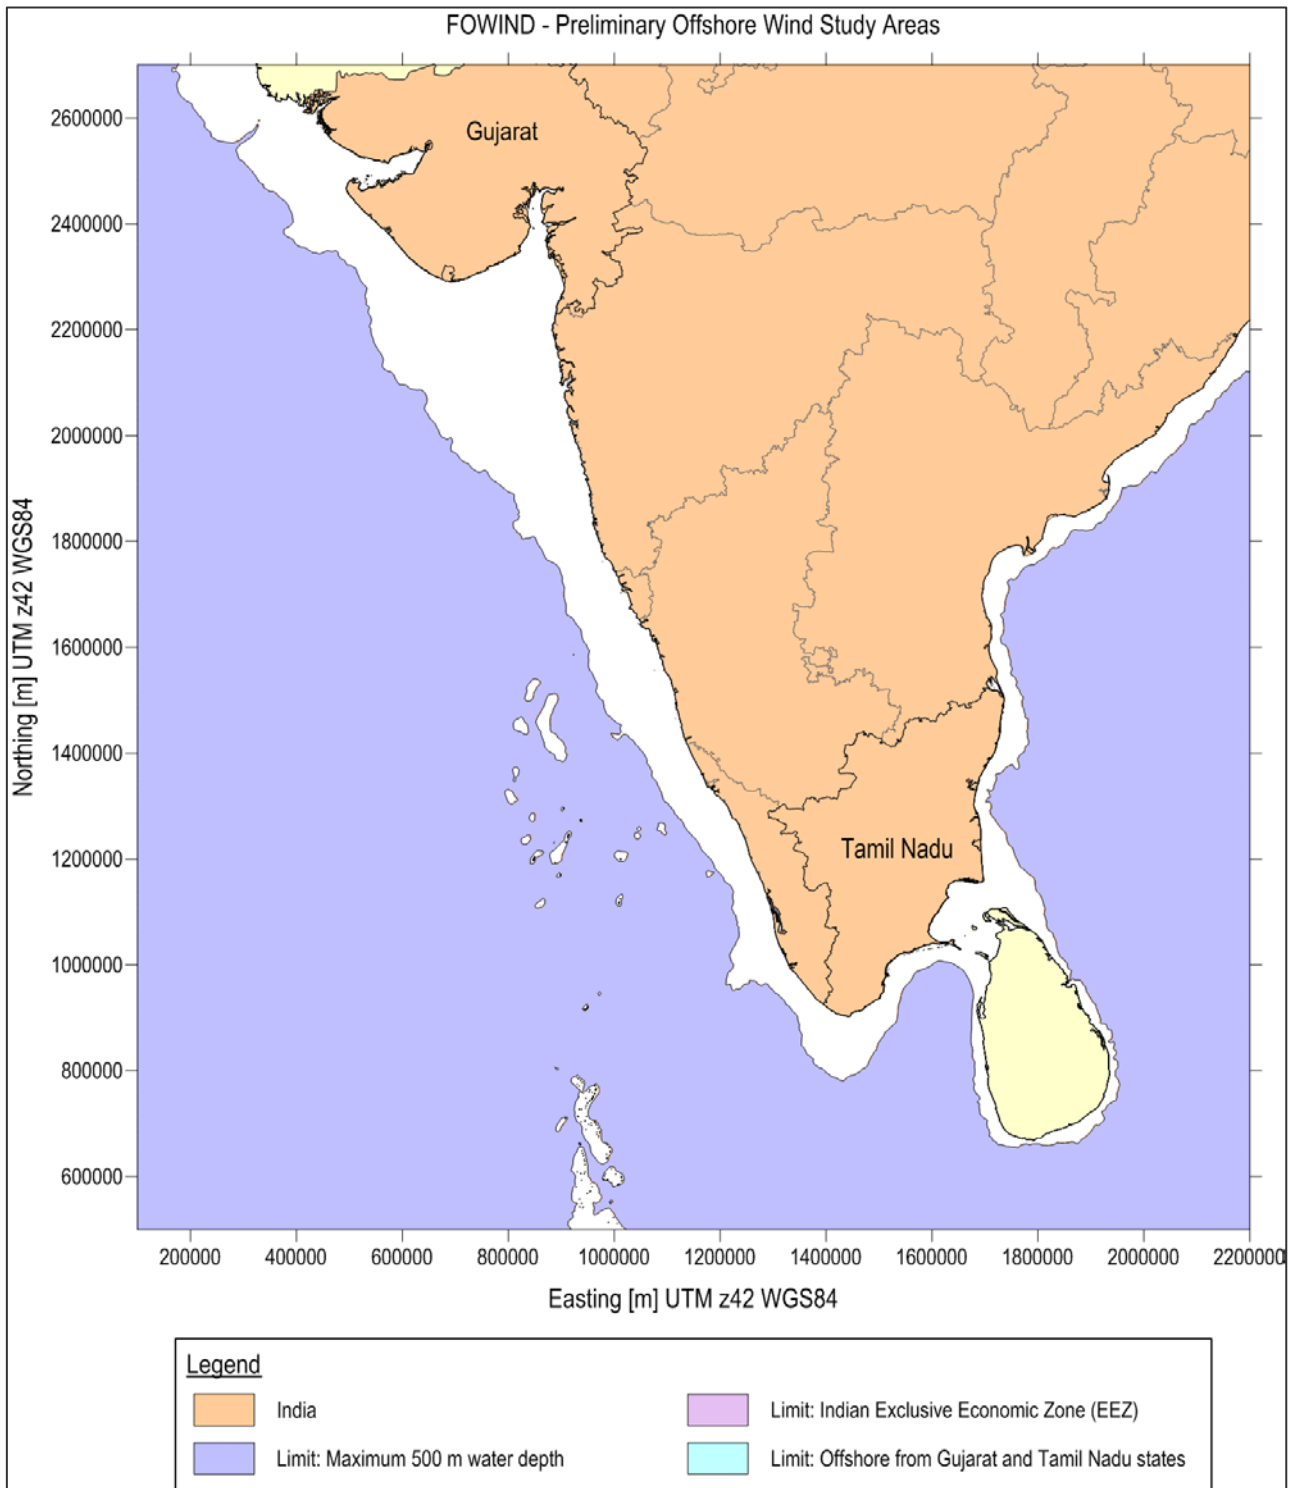 FOWIND - Preliminary Offshore Wind Study Areas
2600000
2400000
2200000
2000000
1800000
1600000
1400000
1200000
1000000
800000
600000
Northing [m] UTM z42 WGS84
Gujarat
Tamil Nadu
200000 400000 600000 800000 1000000 1200000 1400000 1600000 1800000 2000000 2200000
Easting [m] UTM z42 WGS84
Legend
India
Limit: Indian Exclusive Economic Zone (EEZ)
Limit: Maximum 500 m water depth
Limit: Offshore from Gujarat and Tamil Nadu states